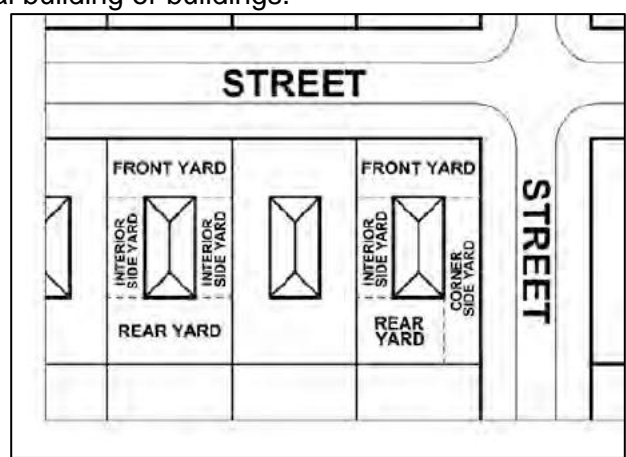 al building or buildings.
STREET
FRONT YARD
FRONT YARD
INTERIOR
SIDE YARD
INTERIOR
SIDE YARD
INTERIOR
SIDE YARD
CORNER
SIDE YARD
STREET
REAR YARD
REAR
YARD